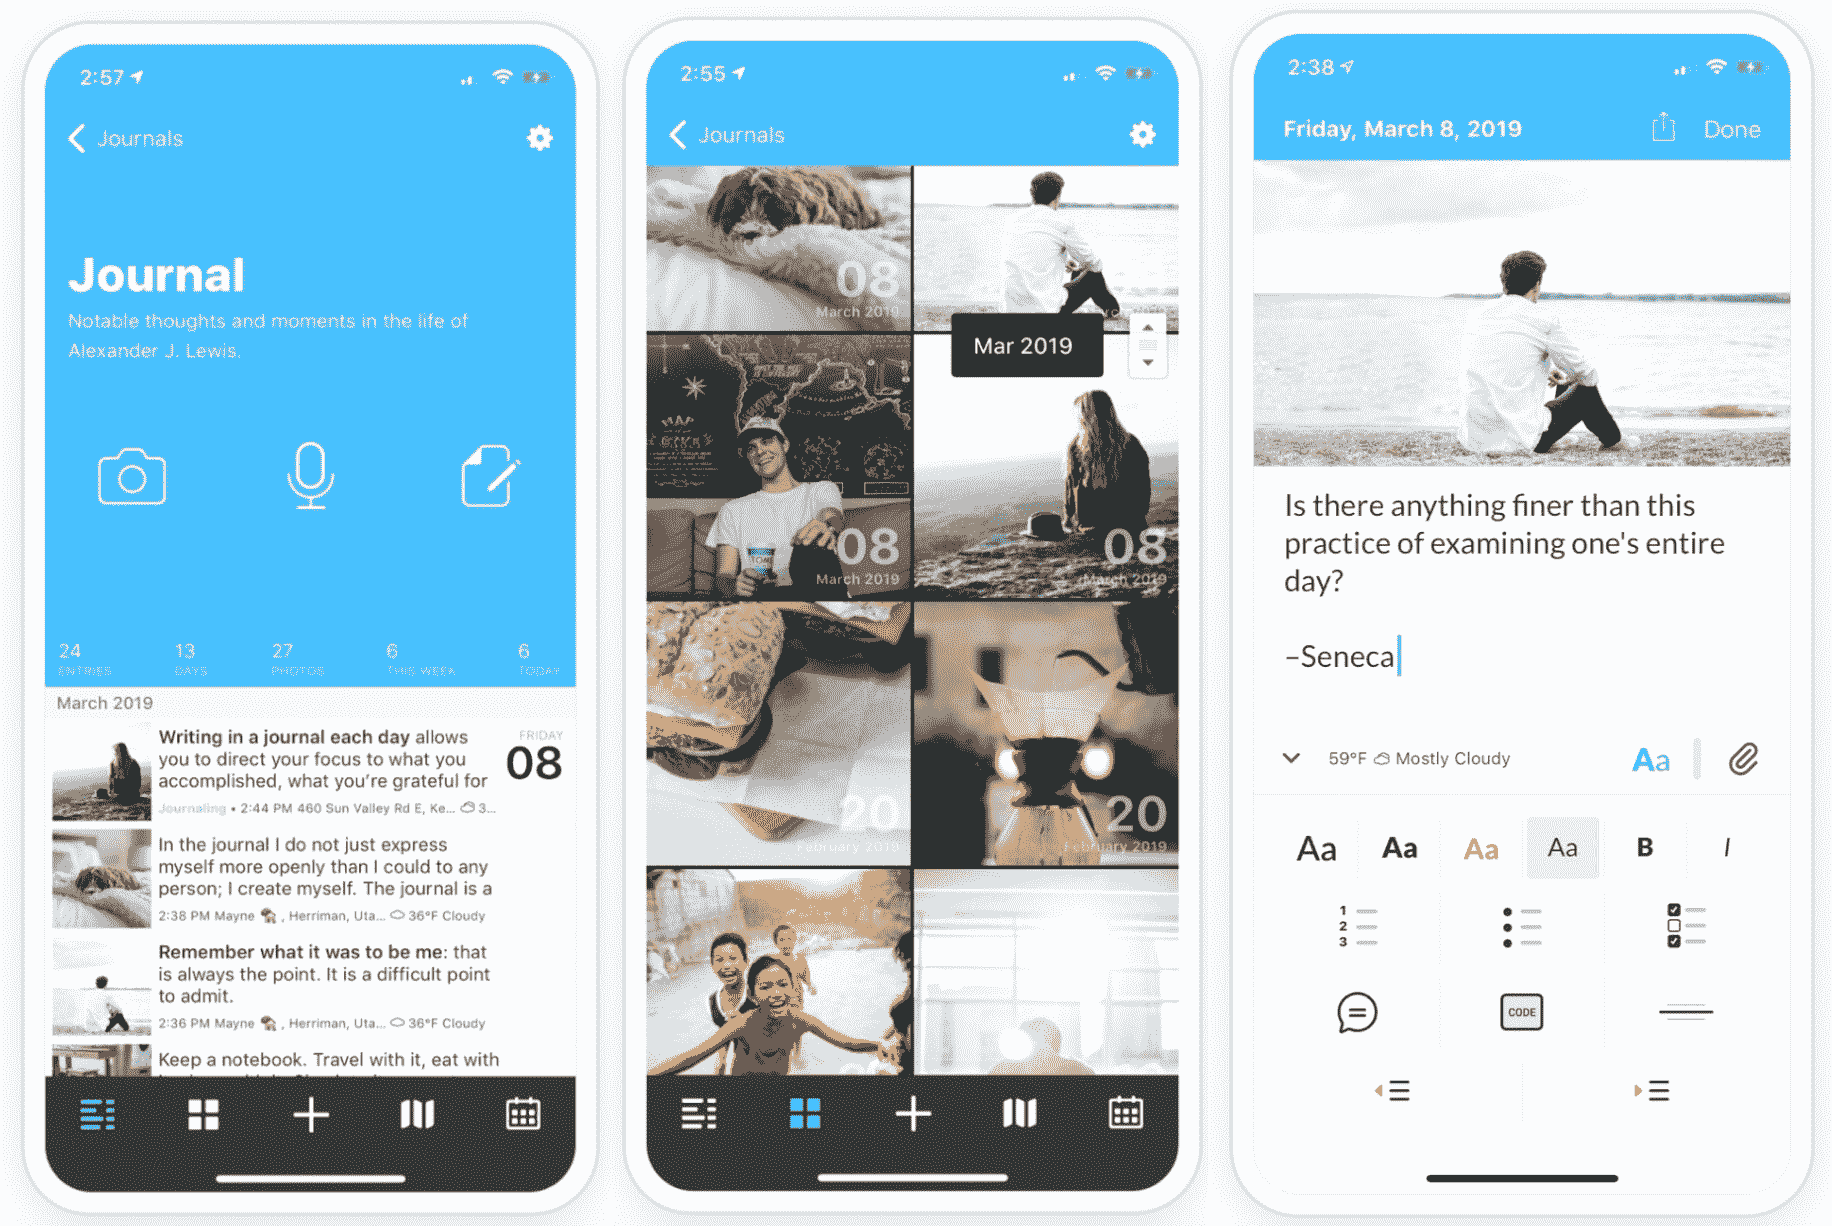 2:57
Journals
Journal
Notable thoughts and moments in the life of
Alexander J. Lewis.
24 13 27 6 6
ENTRIES DAYS PHOTOS THIS WEEK TODAY
March 2019
Writing in a journal each day allows
you to direct your focus to what you
accomplished, what you're grateful for
FRIDAY
08
Journaling • 2:44 PM 460 Sun Valley Rd E, Ke... 3...
In the journal I do not just express
myself more openly than I could to any
person; I create myself. The journal is a
2:38 PM Mayne , Herriman, Uta... 36°F Cloudy
Remember what it was to be me: that
is always the point. It is a difficult point
to admit.
2:36 PM Mayne , Herriman, Uta... 36°F Cloudy
Keep a notebook. Travel with it, eat with
2:55
Journals
08
March 2019
Mar 2019
MAP
08
March 2019
08
March 2019
20
February 2019
20
February 2019
2:38
Friday, March 8, 2019
Done
Is there anything finer than this
practice of examining one's entire
day?
–Seneca
59°F Mostly Cloudy
Aa
Aa Aa Aa Aa B I
1
2
3
CODE